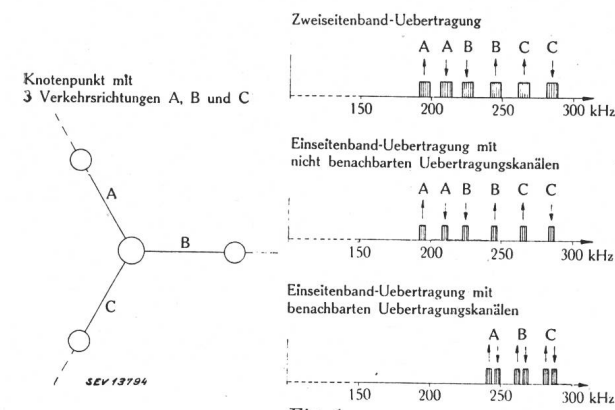 Knotenpunkt mit
3 Verkehrsrichtungen A, B und C
A
B
C
SEV 13794
Zweiseitenband-Uebertragung
A A B B C C
150 200 250 300 kHz
Einseitenband-Uebertragung mit
nicht benachbarten Uebertragungskanälen
A A B B C C
150 200 250 300 kHz
Einseitenband-Uebertragung mit
benachbarten Uebertragungskanälen
A B C
150 200 250 300 kHz